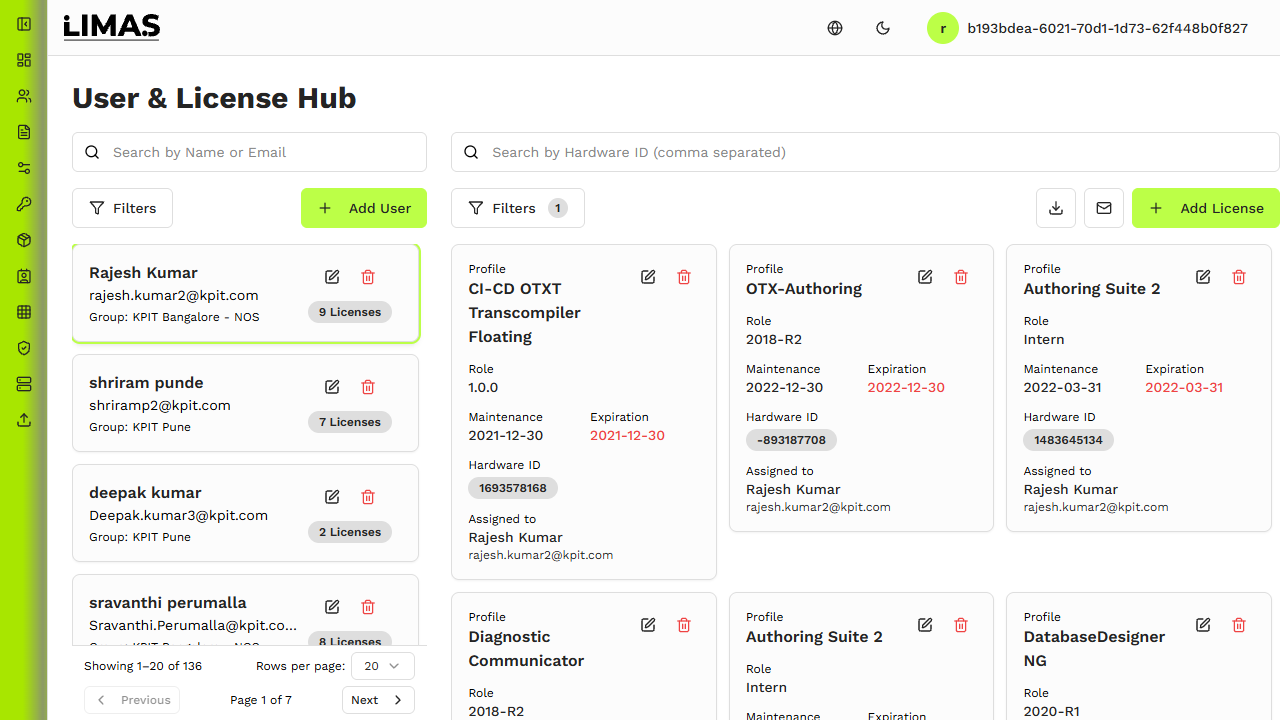 LIMAS
r
b193bdea-6021-70d1-1d73-62f448b0f827
User & License Hub
Search by Name or Email
Search by Hardware ID (comma separated)
Filters
Add User
Filters
1
Add License
Rajesh Kumar
rajesh.kumar2@kpit.com
Group: KPIT Bangalore - NOS
9 Licenses
shriram punde
shriramp2@kpit.com
Group: KPIT Pune
7 Licenses
deepak kumar
Deepak.kumar3@kpit.com
Group: KPIT Pune
2 Licenses
sravanthi perumalla
Sravanthi.Perumalla@kpit.co...
8 Licenses
Showing 1–20 of 136
Rows per page:
20
Previous
Page 1 of 7
Next
Profile
CI-CD OTXT
Transcompiler
Floating
Role
1.0.0
Maintenance
2021-12-30
Expiration
2021-12-30
Hardware ID
1693578168
Assigned to
Rajesh Kumar
rajesh.kumar2@kpit.com
Profile
OTX-Authoring
Role
2018-R2
Maintenance
2022-12-30
Expiration
2022-12-30
Hardware ID
-893187708
Assigned to
Rajesh Kumar
rajesh.kumar2@kpit.com
Profile
Authoring Suite 2
Role
Intern
Maintenance
2022-03-31
Expiration
2022-03-31
Hardware ID
1483645134
Assigned to
Rajesh Kumar
rajesh.kumar2@kpit.com
Profile
Diagnostic
Communicator
Role
2018-R2
Profile
Authoring Suite 2
Role
Intern
Maintenance
Expiration
Profile
DatabaseDesigner
NG
Role
2020-R1